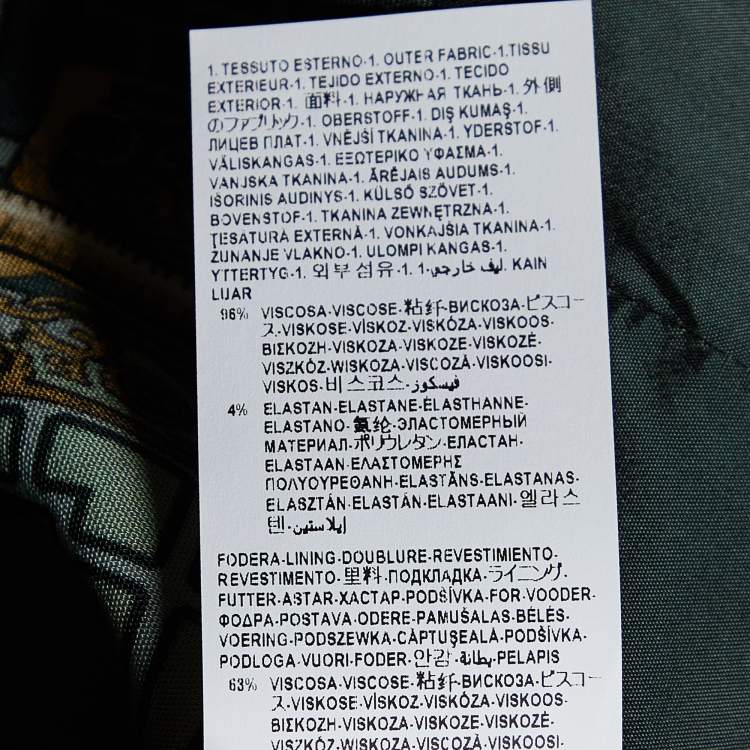 1. TESSUTO ESTERNO-1. OUTER FABRIC-1.TISSU
EXTERIEUR-1. TEJIDO EXTERNO-1. TECIDO
EXTERIOR-1. 面料-1. НАРУЖНАЯ ТКАНЬ-1. 外側
のファブリック-1. OBERSTOFF-1. DIŞ KUMAŞ-1.
ЛИЦЕВ ПЛАТ-1. VNĚJŠÍ TKANINA-1. YDERSTOF-1.
VÄLISKANGAS-1. ΕΞΩΤΕΡΙΚΟ ΥΦΑΣΜΑ-1.
VANJSKA TKANINA-1. ĀRĒJAIS AUDUMS-1.
IŠORINIS AUDINYS-1. KÜLSŐ SZÖVET-1.
BOVENSTOF-1. TKANINA ZEWNĘTRZNA-1.
ŢESĂTURĂ EXTERNĂ-1. VONKAJŠIA TKANINA-1.
ZUNANJE VLAKNO-1. ULOMPI KANGAS-1.
YTTERTYG-1. 외부 섬유-1. 1-ليف خارجي. KAIN
LIJAR
96% VISCOSA-VISCOSE-粘纤-ВИСКОЗА-ビスコー
ス-VISKOSE-VİSKOZ-VISKÓZA-VISKOOS-
ΒΙΣΚΟΖΗ-VISKOZA-VISKOZE-VISKOZĖ-
VISZKÓZ-WISKOZA-VISCOZĂ-VISKOOSI-
VISKOS-비스코스-فيسكوز
4% ELASTAN-ELASTANE-ÉLASTHANNE-
ELASTANO-氨纶-ЭЛАСТОМЕРНЫЙ
МАТЕРИАЛ-ポリウレタン-ЕЛАСТАН-
ELASTAAN-ΕΛΑΣΤΟΜΕΡΗΣ
ΠΟΛΥΟΥΡΕΘΑΝΗ-ELASTĀNS-ELASTANAS-
ELASZTÁN-ELASTÁN-ELASTAANI-엘라스
텐-إيلاستين
FODERA-LINING-DOUBLURE-REVESTIMIENTO-
REVESTIMENTO-里料-ПОДКЛАДКА-ライニング-
FUTTER-ASTAR-ХАСТАР-PODŠÍVKA-FOR-VOODER-
ΦΟΔΡΑ-POSTAVA-ODERE-PAMUŠALAS-BÉLÉS-
VOERING-PODSZEWKA-CĂPTUŞEALĂ-PODŠÍVKA-
PODLOGA-VUORI-FODER-안감-بطانة-PELAPIS
63% VISCOSA-VISCOSE-粘纤-ВИСКОЗА-ビスコー
ス-VISKOSE-VİSKOZ-VISKÓZA-VISKOOS-
ΒΙΣΚΟΖΗ-VISKOZA-VISKOZE-VISKOZĖ-
VISZKÓZ-WISKOZA-VISCOZĂ-VISKOOSI-